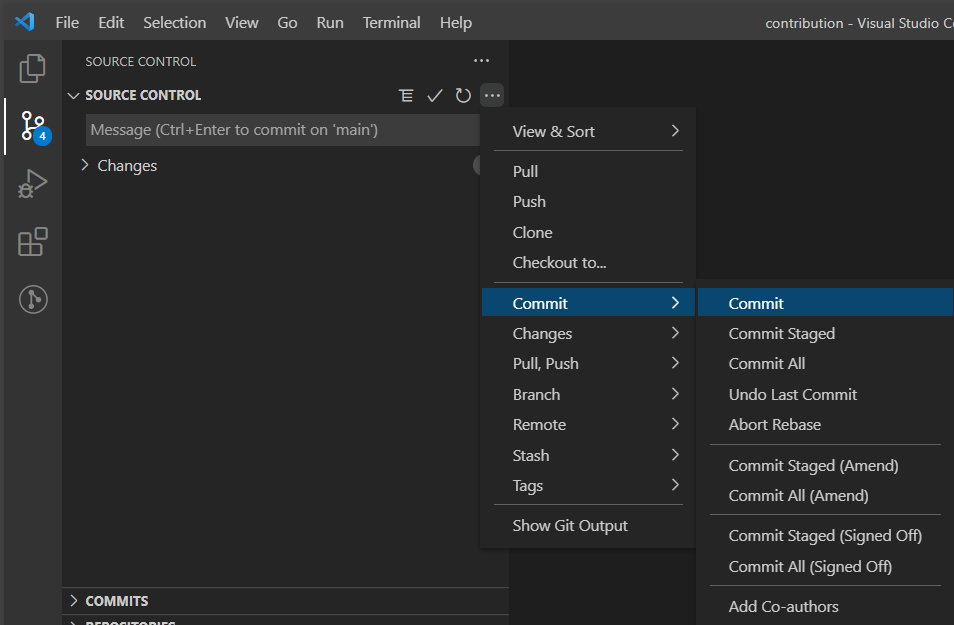 File Edit Selection View Go Run Terminal Help
contribution - Visual Studio
SOURCE CONTROL
SOURCE CONTROL
Message (Ctrl+Enter to commit on 'main')
4
Changes
View & Sort
Pull
Push
Clone
Checkout to...
Commit
Changes
Pull, Push
Branch
Remote
Stash
Tags
Show Git Output
Commit
Commit Staged
Commit All
Undo Last Commit
Abort Rebase
Commit Staged (Amend)
Commit All (Amend)
Commit Staged (Signed Off)
Commit All (Signed Off)
Add Co-authors
COMMITS
REPOSITORIES